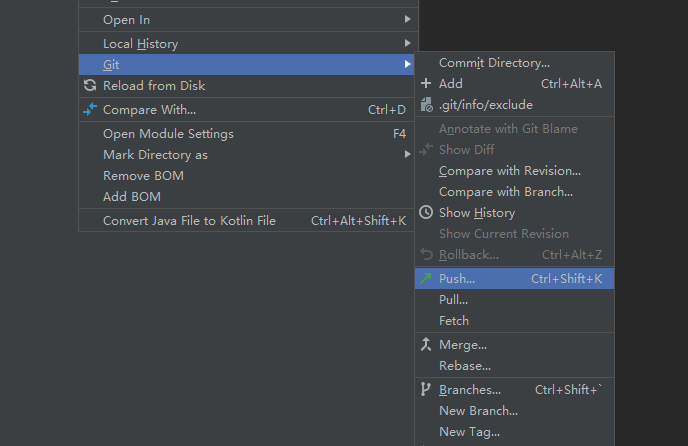 Open In
Local History
Git
Reload from Disk
Compare With... Ctrl+D
Open Module Settings F4
Mark Directory as
Remove BOM
Add BOM
Convert Java File to Kotlin File Ctrl+Alt+Shift+K
Commit Directory...
Add Ctrl+Alt+A
.git/info/exclude
Annotate with Git Blame
Show Diff
Compare with Revision...
Compare with Branch...
Show History
Show Current Revision
Rollback... Ctrl+Alt+Z
Push... Ctrl+Shift+K
Pull...
Fetch
Merge...
Rebase...
Branches... Ctrl+Shift+`
New Branch...
New Tag...